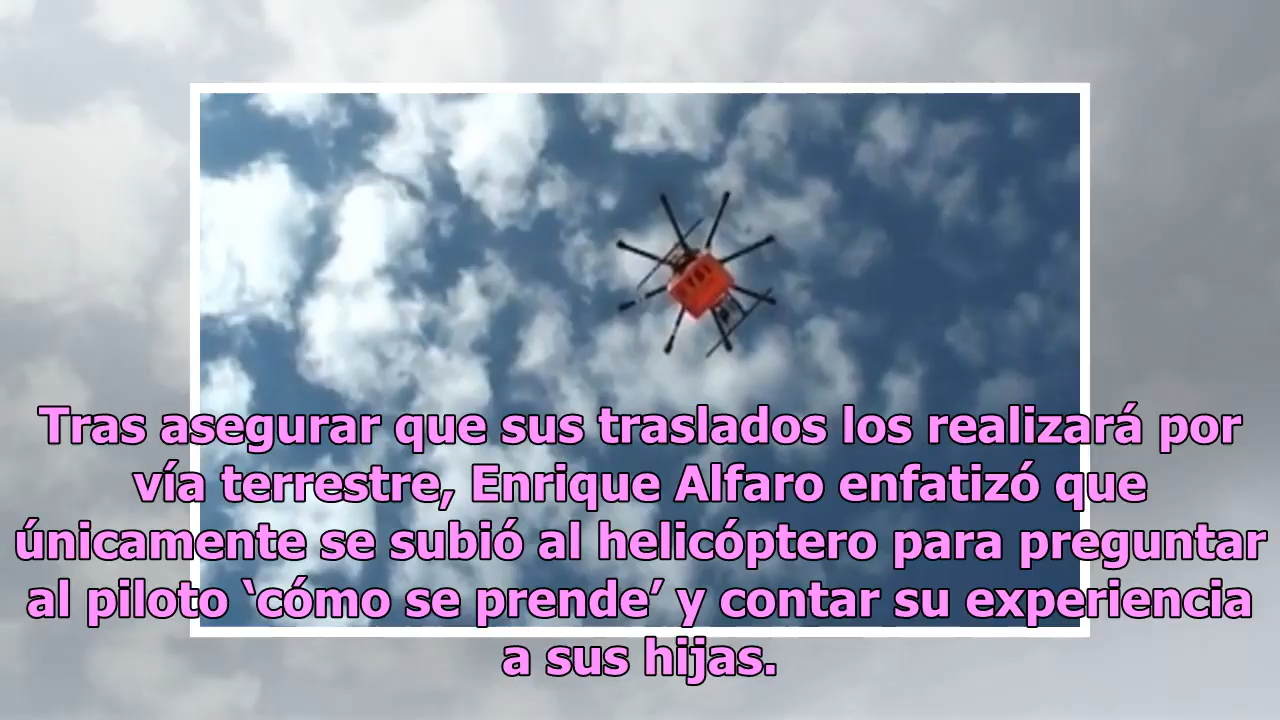 Tras asegurar que sus traslados los realizará por
vía terrestre, Enrique Alfaro enfatizó que
únicamente se subió al helicóptero para preguntar
al piloto ‘cómo se prende’ y contar su experiencia
a sus hijas.